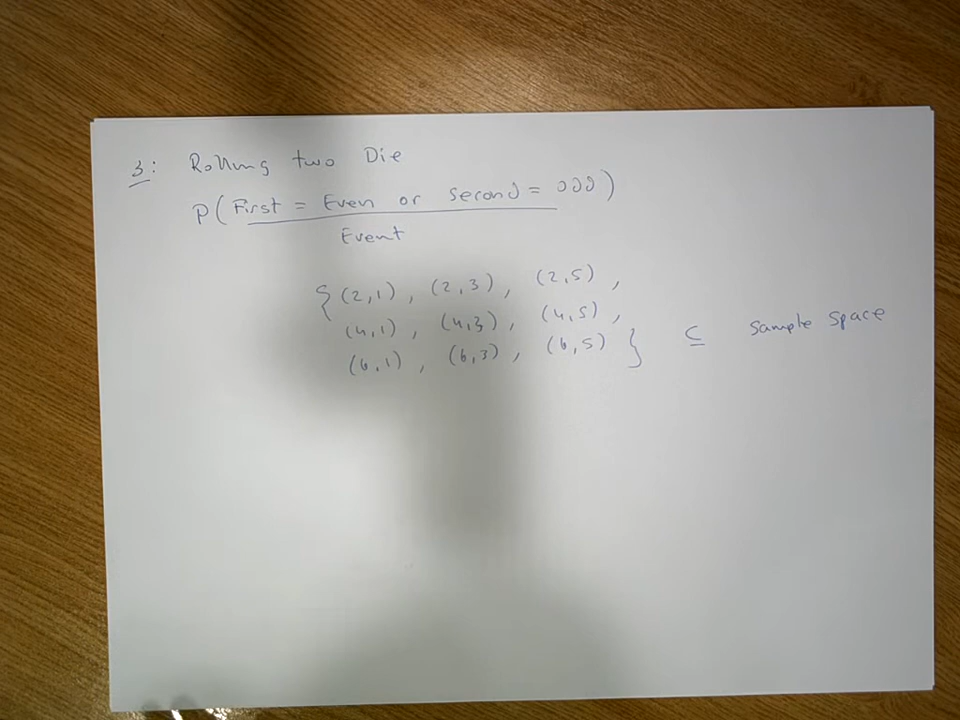 3: Rolling two Die
P(First = Even or second = odd)
Event
{(2,1), (2,3), (2,5),
(4,1), (4,3), (4,5),
(6,1), (6,3), (6,5)} ⊆ sample space